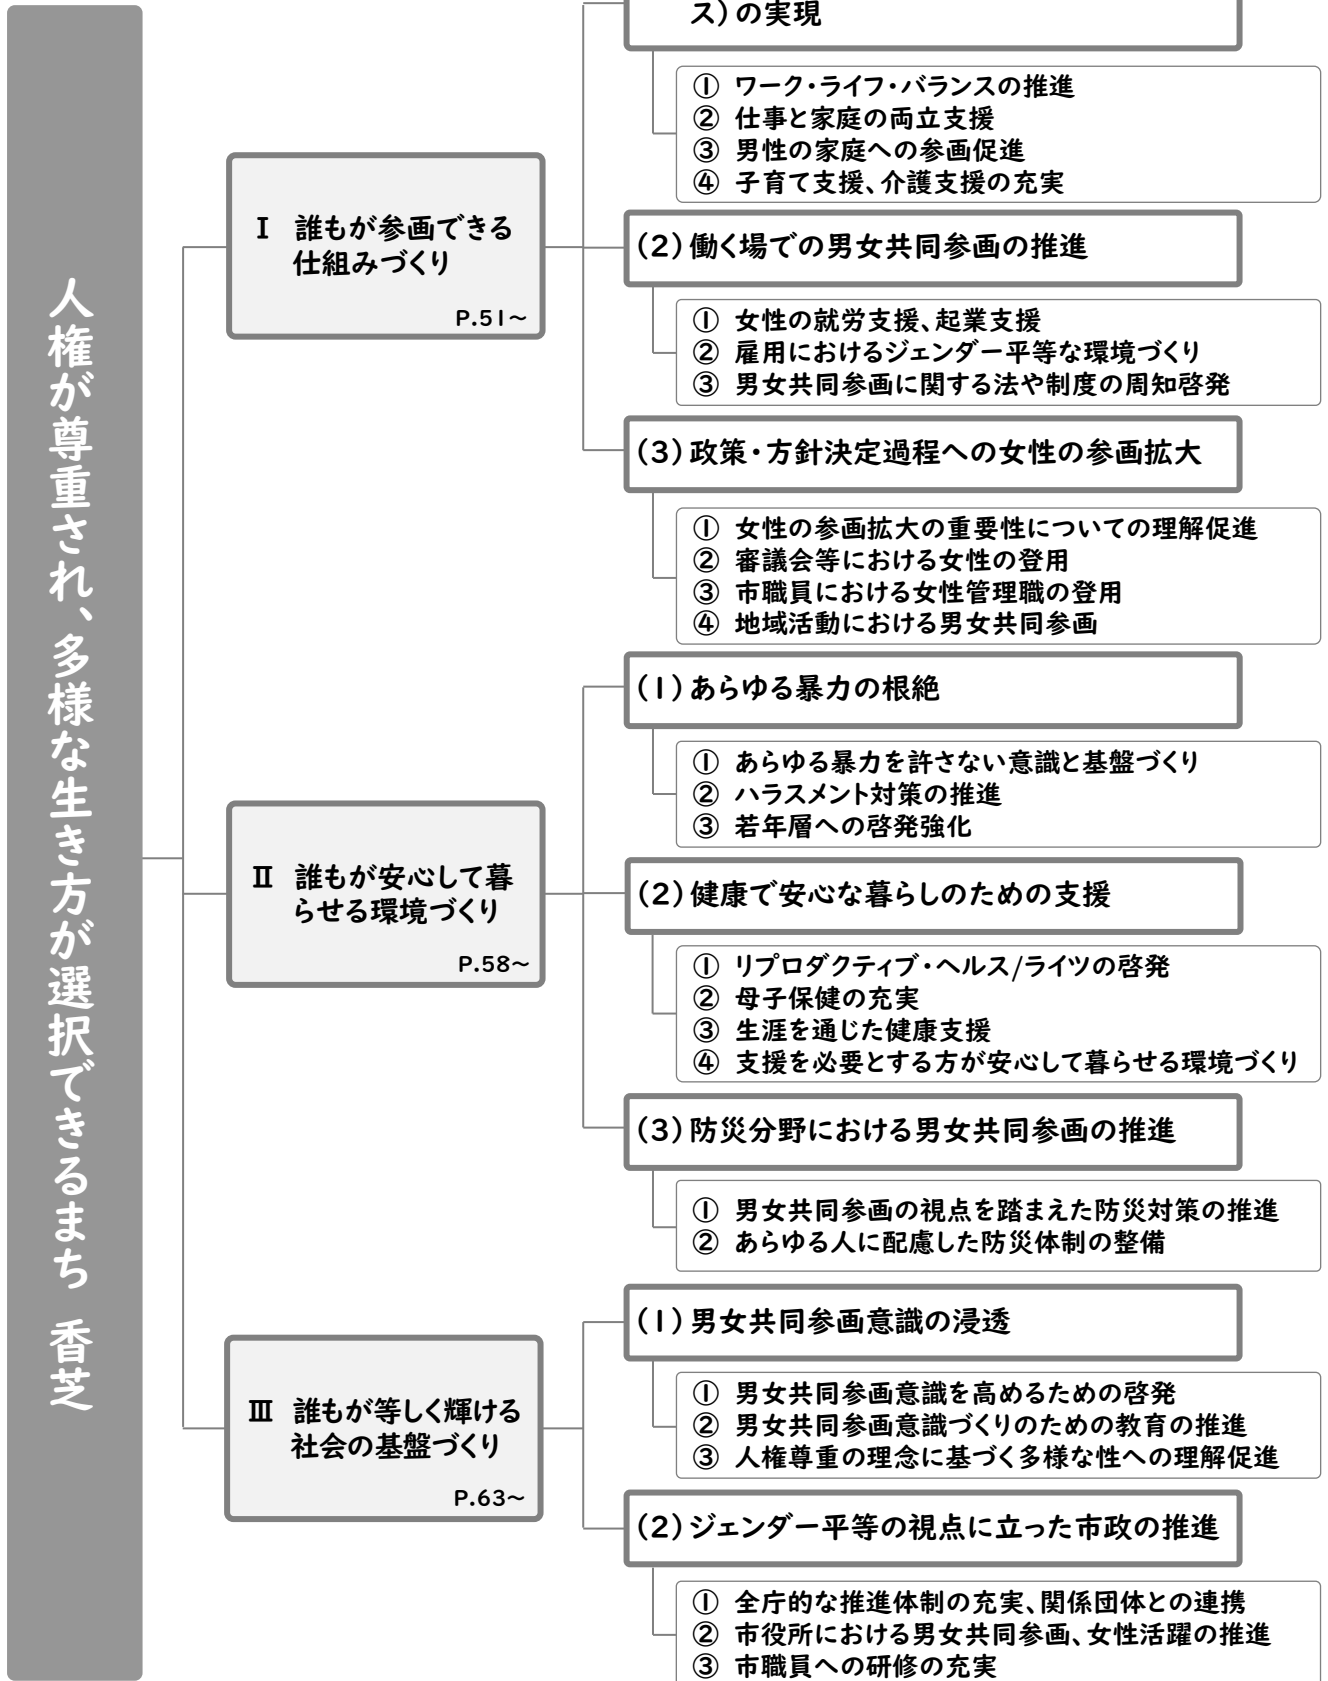 人権が尊重され、多様な生き方が選択できるまち 香芝
Ⅰ 誰もが参画できる
仕組みづくり
P.51～
ス）の実現
① ワーク・ライフ・バランスの推進
② 仕事と家庭の両立支援
③ 男性の家庭への参画促進
④ 子育て支援、介護支援の充実
（２）働く場での男女共同参画の推進
① 女性の就労支援、起業支援
② 雇用におけるジェンダー平等な環境づくり
③ 男女共同参画に関する法や制度の周知啓発
（３）政策・方針決定過程への女性の参画拡大
① 女性の参画拡大の重要性についての理解促進
② 審議会等における女性の登用
③ 市職員における女性管理職の登用
④ 地域活動における男女共同参画
Ⅱ 誰もが安心して暮
らせる環境づくり
P.58～
（１）あらゆる暴力の根絶
① あらゆる暴力を許さない意識と基盤づくり
② ハラスメント対策の推進
③ 若年層への啓発強化
（２）健康で安心な暮らしのための支援
① リプロダクティブ・ヘルス/ライツの啓発
② 母子保健の充実
③ 生涯を通じた健康支援
④ 支援を必要とする方が安心して暮らせる環境づくり
（３）防災分野における男女共同参画の推進
① 男女共同参画の視点を踏まえた防災対策の推進
② あらゆる人に配慮した防災体制の整備
Ⅲ 誰もが等しく輝ける
社会の基盤づくり
P.63～
（１）男女共同参画意識の浸透
① 男女共同参画意識を高めるための啓発
② 男女共同参画意識づくりのための教育の推進
③ 人権尊重の理念に基づく多様な性への理解促進
（２）ジェンダー平等の視点に立った市政の推進
① 全庁的な推進体制の充実、関係団体との連携
② 市役所における男女共同参画、女性活躍の推進
③ 市職員への研修の充実